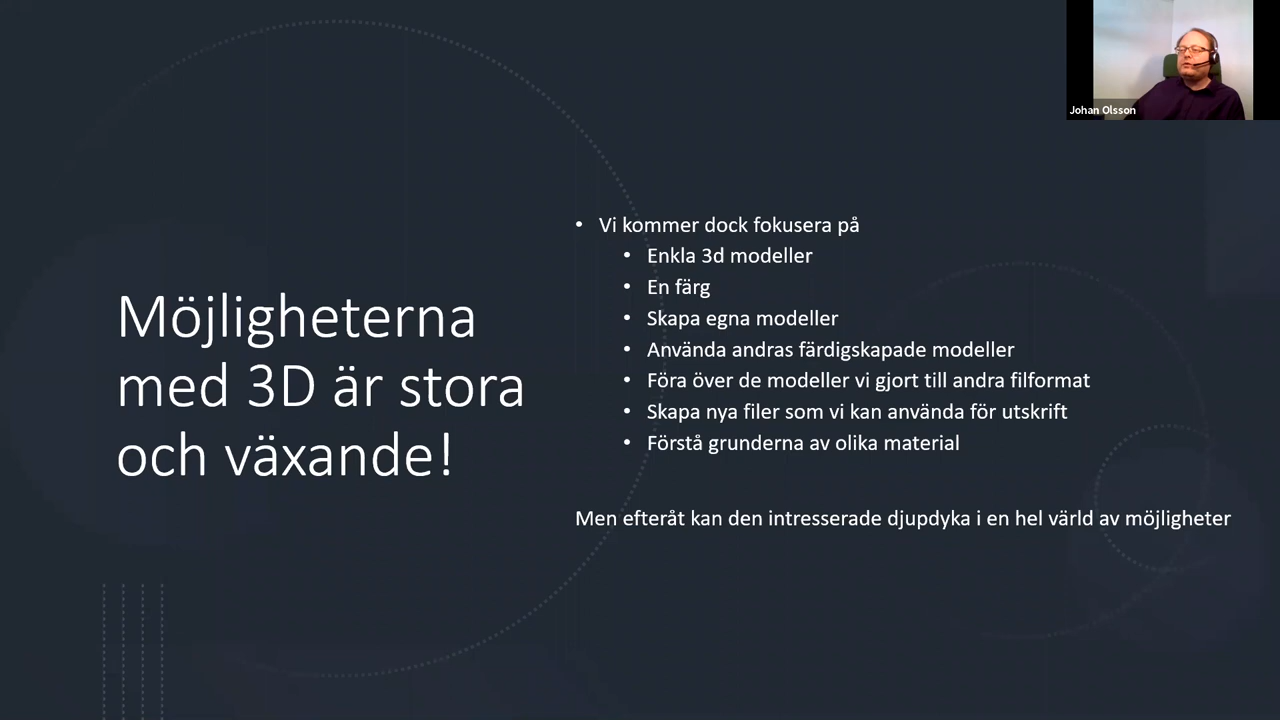 Johan Olsson
Möjligheterna
med 3D är stora
och växande!
• Vi kommer dock fokusera på
• Enkla 3d modeller
• En färg
• Skapa egna modeller
• Använda andras färdigskapade modeller
• Föra över de modeller vi gjort till andra filformat
• Skapa nya filer som vi kan använda för utskrift
• Förstå grunderna av olika material
Men efteråt kan den intresserade djupdyka i en hel värld av möjligheter